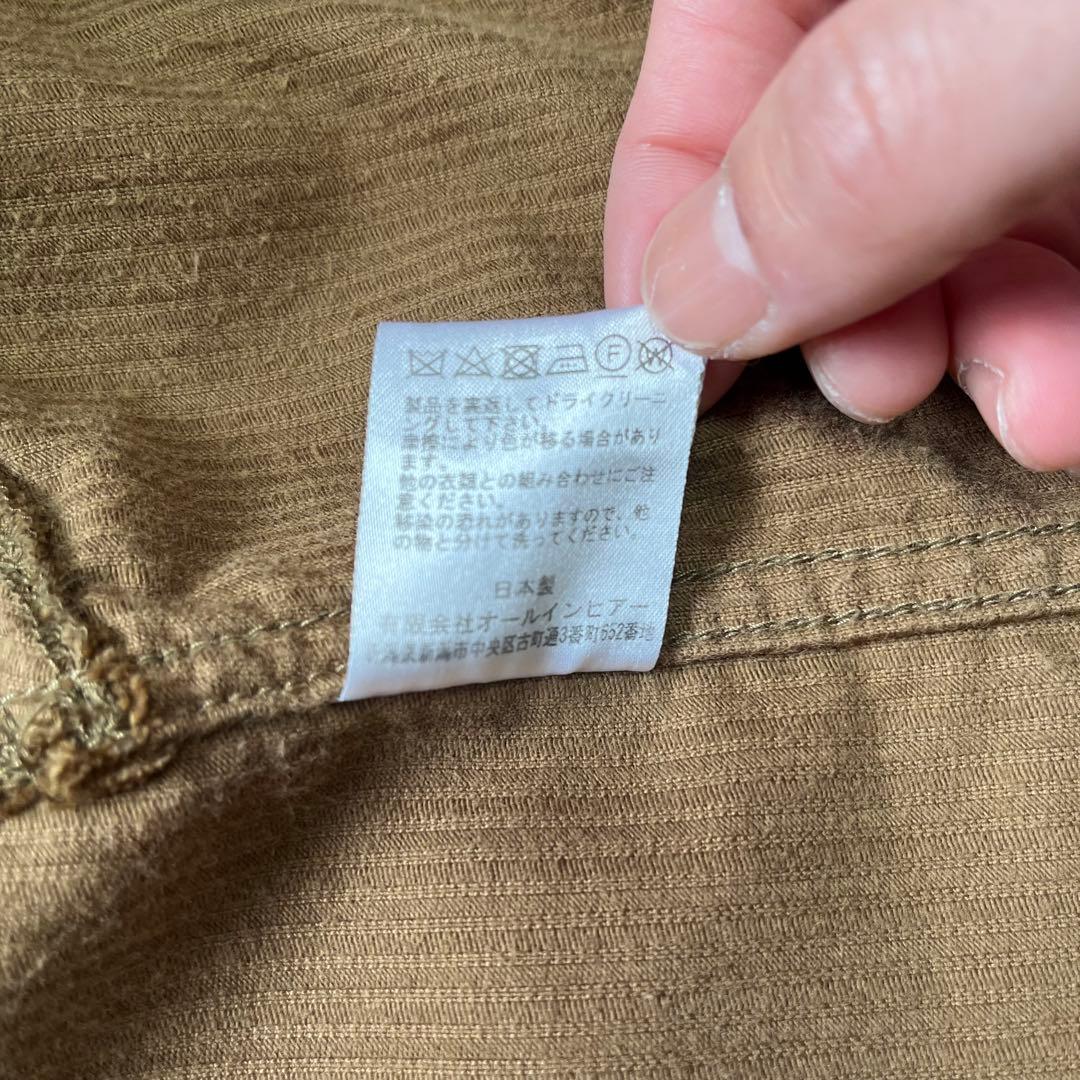 F W
製品を裏返してドライクリーニ
ングして下さい。
摩擦により色が移る場合があり
ます。
他の衣類との組み合わせにご注
意ください。
移染の恐れがありますので、他
の物と分けて洗ってください。
日本製
有限会社オールインヒアー
新潟市中央区古町通3番町652番地